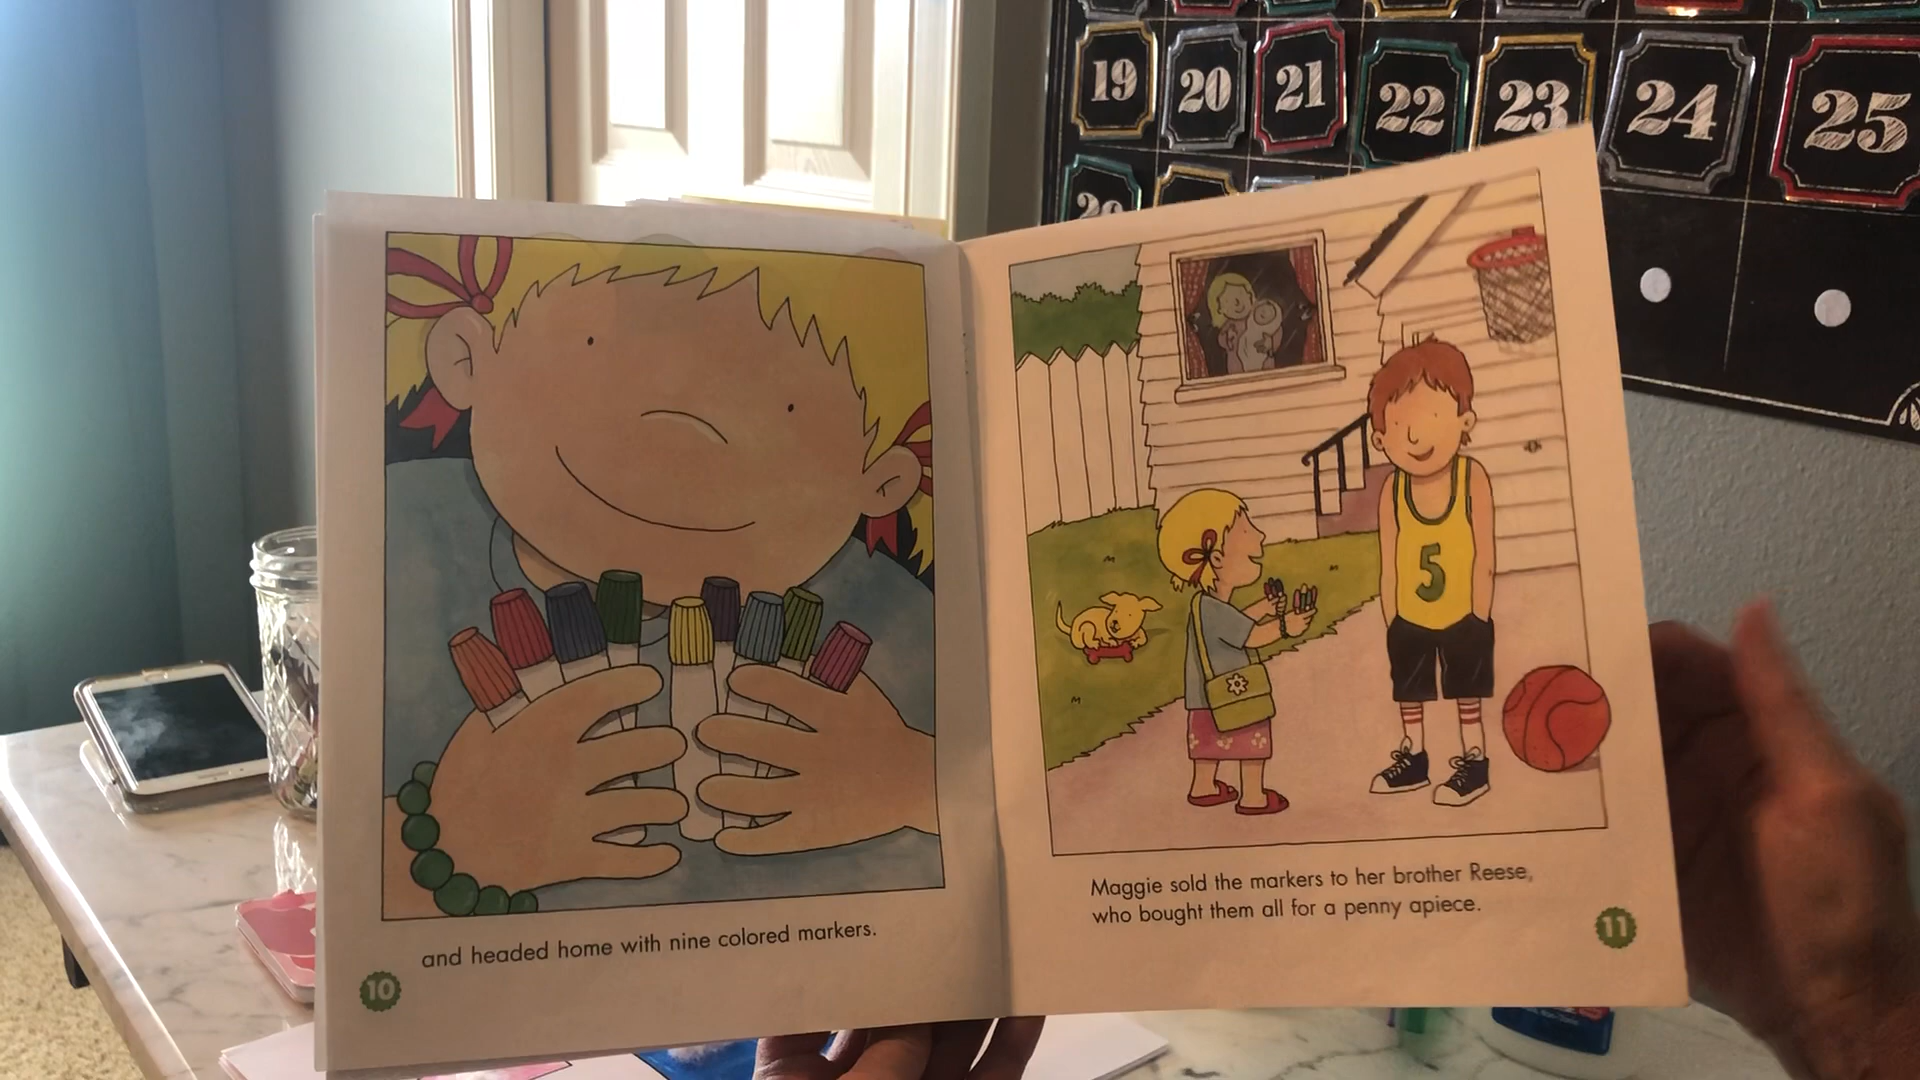 19 20 21 22 23 24 25
and headed home with nine colored markers.
10
5
Maggie sold the markers to her brother Reese,
who bought them all for a penny apiece.
11